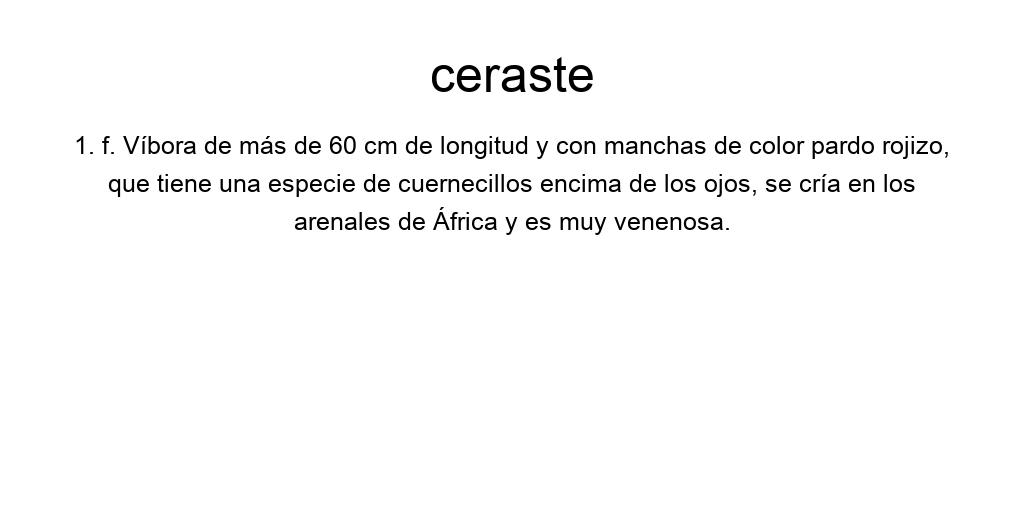 ceraste
1. f. Víbora de más de 60 cm de longitud y con manchas de color pardo rojizo,
que tiene una especie de cuernecillos encima de los ojos, se cría en los
arenales de África y es muy venenosa.